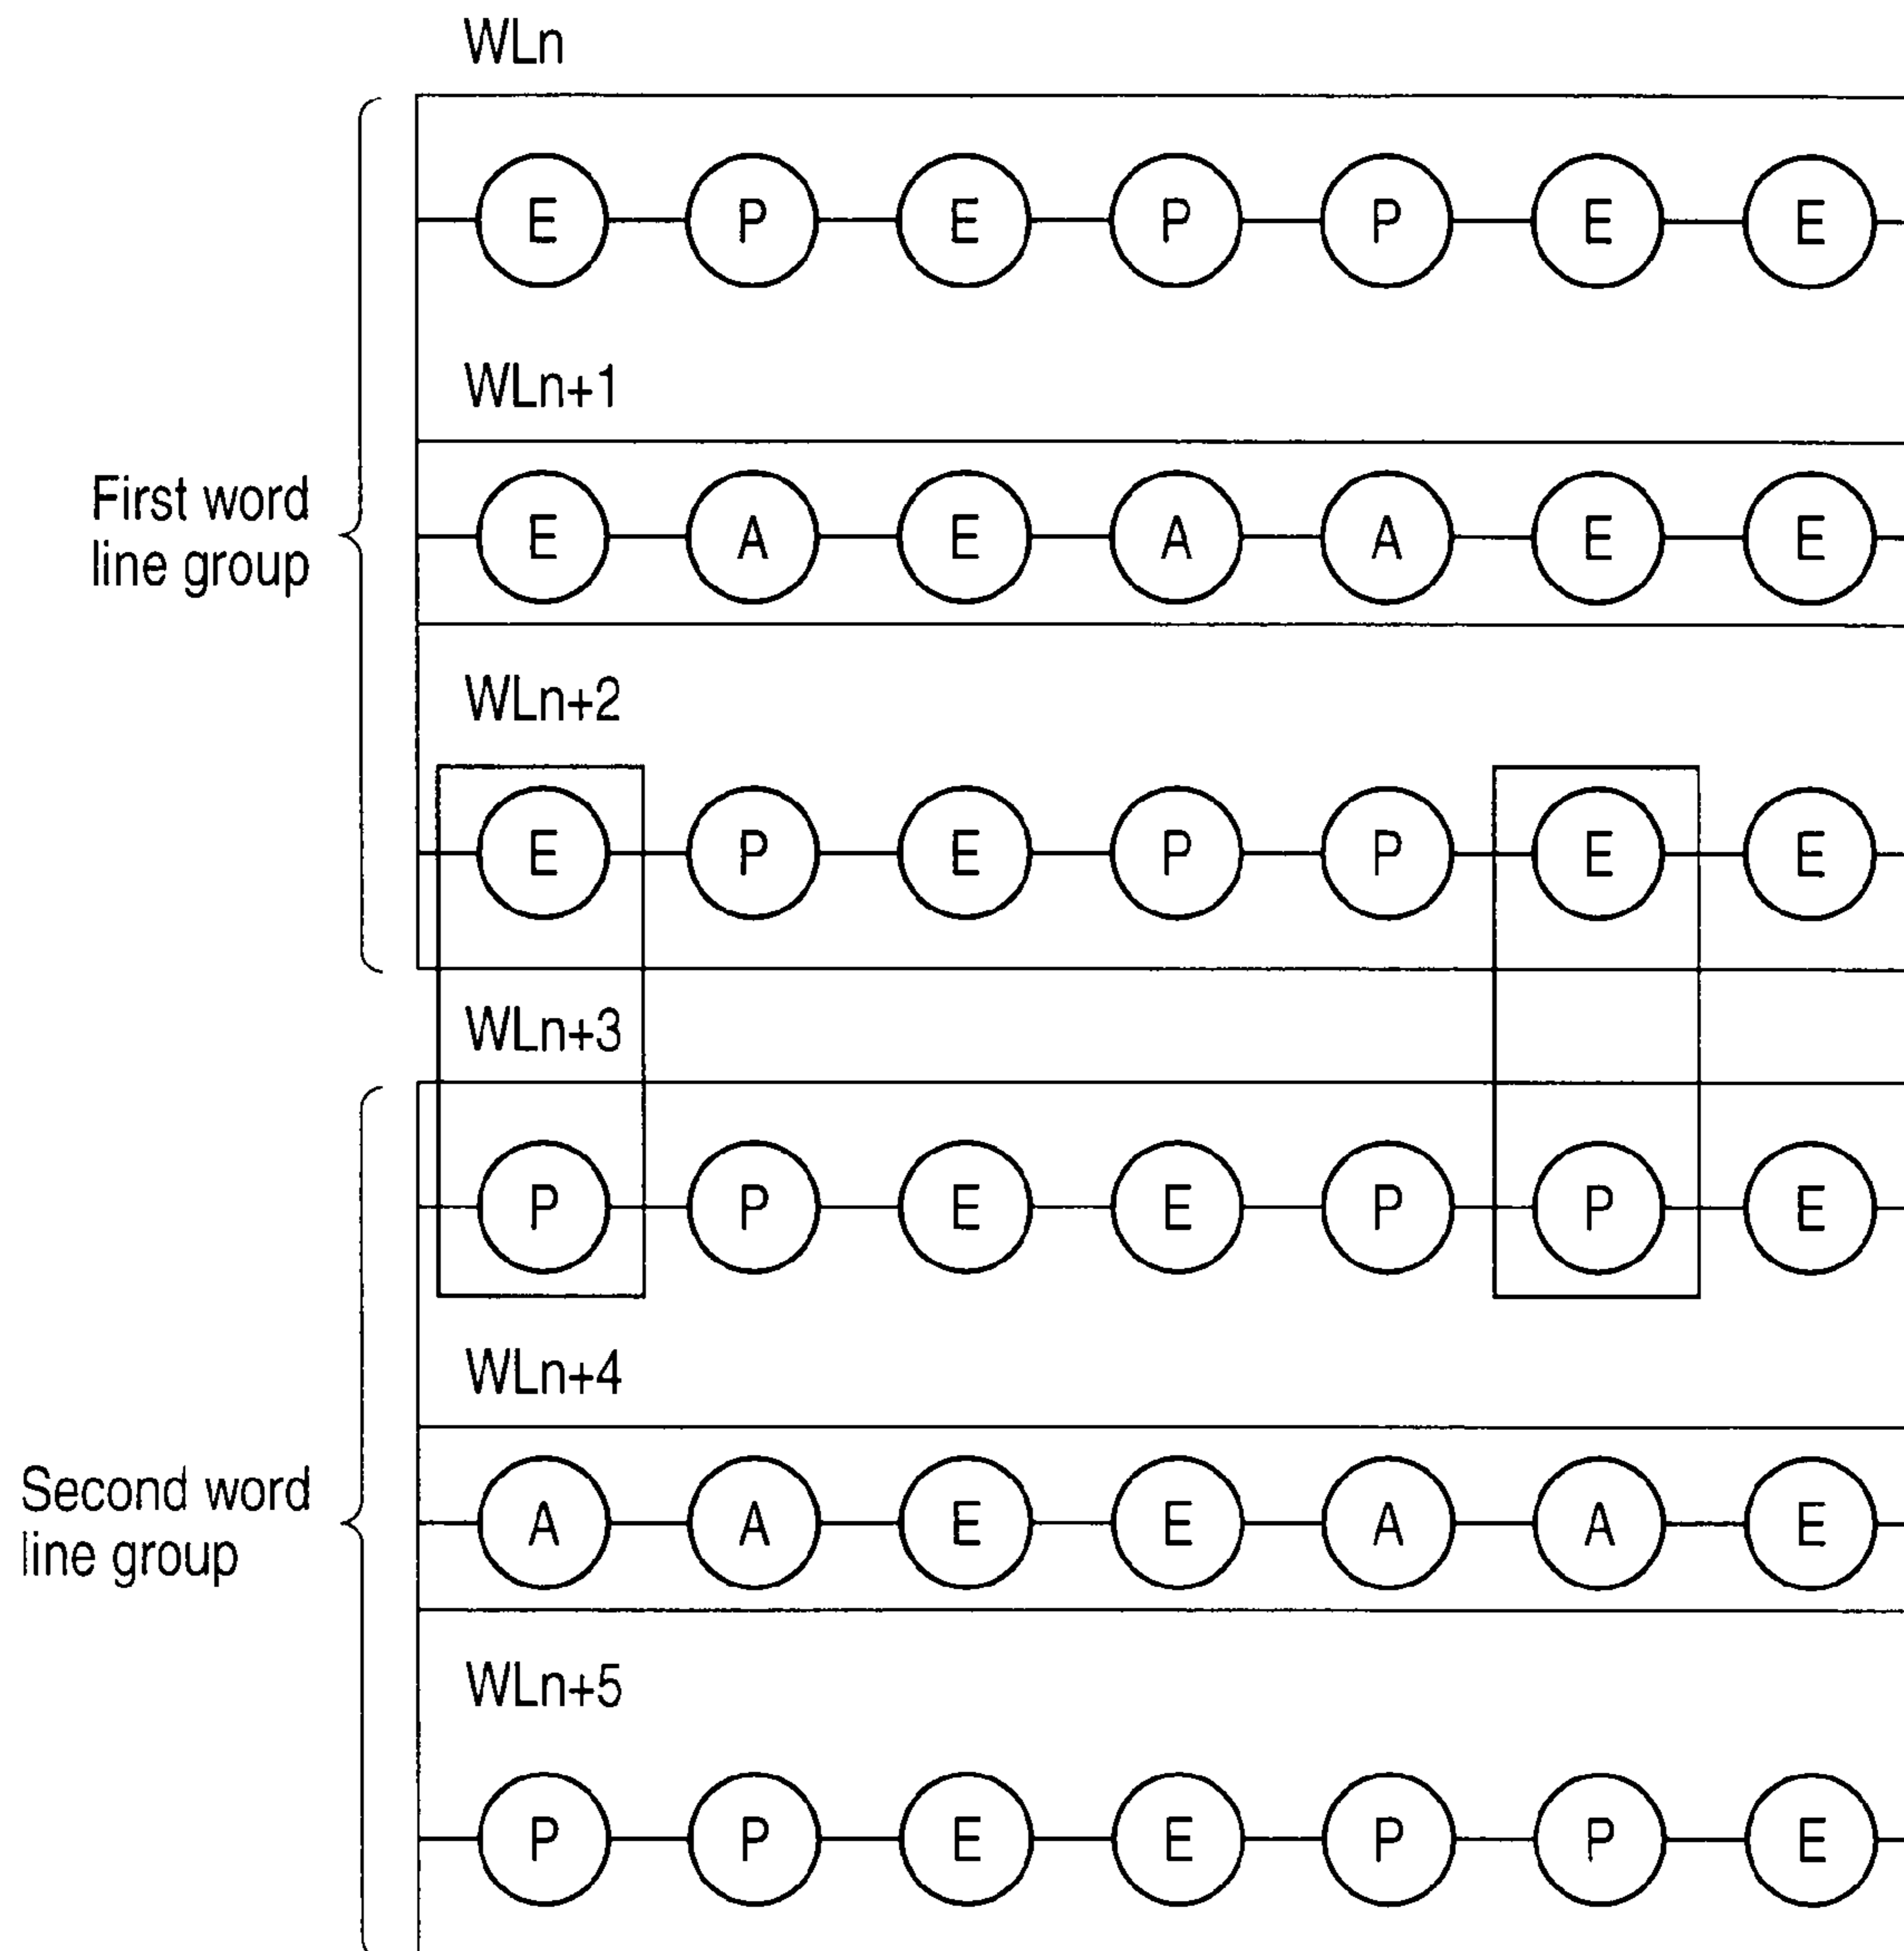 WLn
E P E P P E E
WLn+1
First word
line group
E A E A A E E
WLn+2
E P E P P E E
WLn+3
P P E E P P E
WLn+4
Second word
line group
A A E E A A E
WLn+5
P P E E P P E